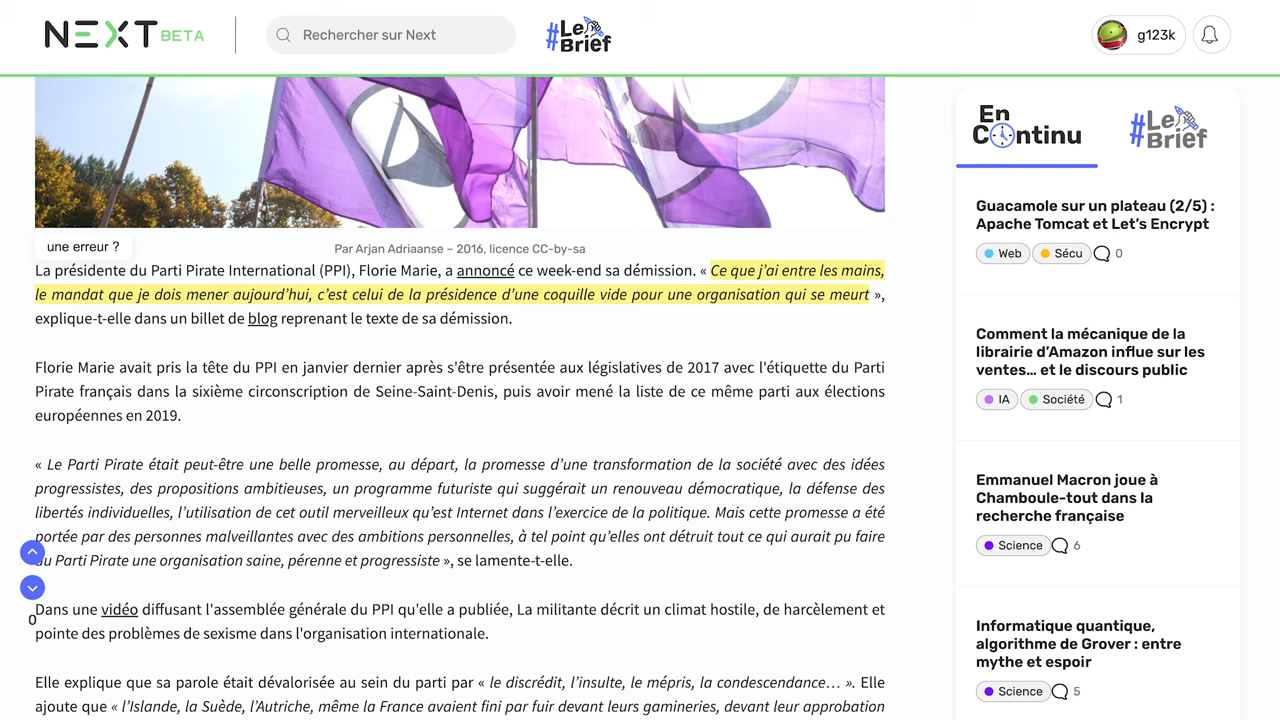 NEXT BETA
Rechercher sur Next
#Le Brief
g123k
une erreur ?
Par Arjan Adriaanse – 2016, licence CC-by-sa
La présidente du Parti Pirate International (PPI), Florie Marie, a annoncé ce week-end sa démission. « Ce que j’ai entre les mains,
le mandat que je dois mener aujourd’hui, c’est celui de la présidence d’une coquille vide pour une organisation qui se meurt »,
explique-t-elle dans un billet de blog reprenant le texte de sa démission.
Florie Marie avait pris la tête du PPI en janvier dernier après s'être présentée aux législatives de 2017 avec l'étiquette du Parti
Pirate français dans la sixième circonscription de Seine-Saint-Denis, puis avoir mené la liste de ce même parti aux élections
européennes en 2019.
« Le Parti Pirate était peut-être une belle promesse, au départ, la promesse d’une transformation de la société avec des idées
progressistes, des propositions ambitieuses, un programme futuriste qui suggérait un renouveau démocratique, la défense des
libertés individuelles, l’utilisation de cet outil merveilleux qu’est Internet dans l’exercice de la politique. Mais cette promesse a été
portée par des personnes malveillantes avec des ambitions personnelles, à tel point qu’elles ont détruit tout ce qui aurait pu faire
du Parti Pirate une organisation saine, pérenne et progressiste », se lamente-t-elle.
Dans une vidéo diffusant l'assemblée générale du PPI qu'elle a publiée, La militante décrit un climat hostile, de harcèlement et
0
pointe des problèmes de sexisme dans l'organisation internationale.
Elle explique que sa parole était dévalorisée au sein du parti par « le discrédit, l’insulte, le mépris, la condescendance… ». Elle
ajoute que « l’Islande, la Suède, l’Autriche, même la France avaient fini par fuir devant leurs gamineries, devant leur approbation
En
Continu
#Le
Brief
Guacamole sur un plateau (2/5) :
Apache Tomcat et Let’s Encrypt
Web Sécu 0
Comment la mécanique de la
librairie d’Amazon influe sur les
ventes… et le discours public
IA Société 1
Emmanuel Macron joue à
Chamboule-tout dans la
recherche française
Science 6
Informatique quantique,
algorithme de Grover : entre
mythe et espoir
Science 5